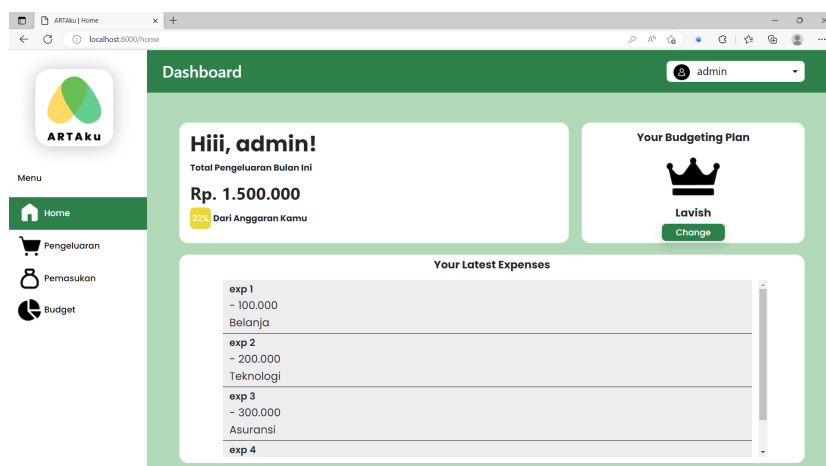 ARTAku | Home
localhost:8000/home
ARTAku
Menu
Home
Pengeluaran
Pemasukan
Budget
Dashboard
admin
Hiii, admin!
Total Pengeluaran Bulan Ini
Rp. 1.500.000
32% Dari Anggaran Kamu
Your Budgeting Plan
Lavish
Change
Your Latest Expenses
exp 1
- 100.000
Belanja
exp 2
- 200.000
Teknologi
exp 3
- 300.000
Asuransi
exp 4